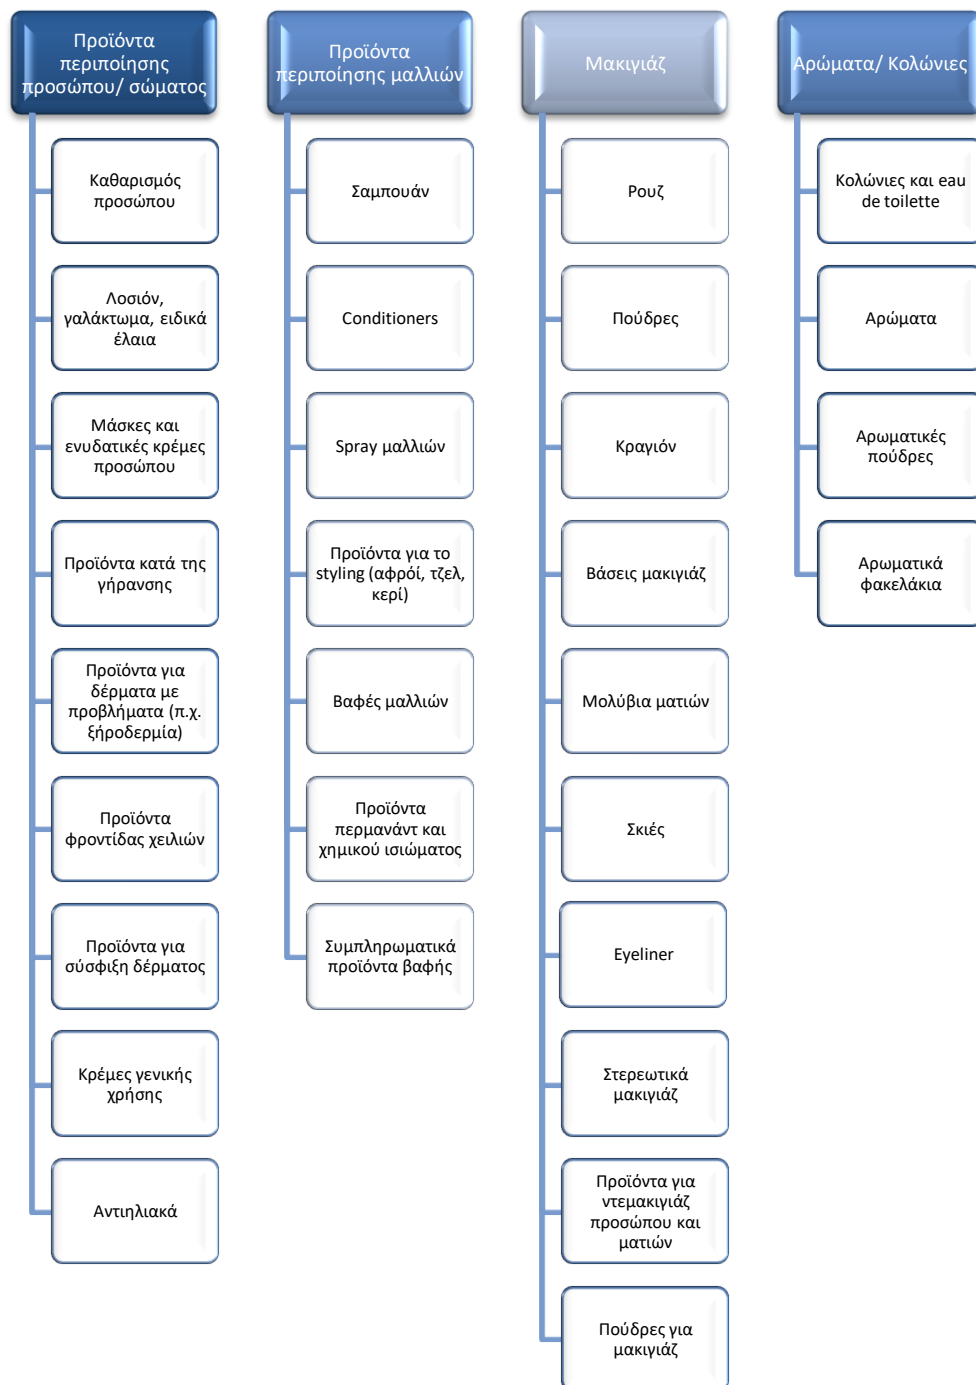 Προϊόντα
περιποίησης
προσώπου/ σώματος
Καθαρισμός
προσώπου
Λοσιόν,
γαλάκτωμα, ειδικά
έλαια
Μάσκες και
ενυδατικές κρέμες
προσώπου
Προϊόντα κατά της
γήρανσης
Προϊόντα για
δέρματα με
προβλήματα (π.χ.
ξήροδερμία)
Προϊόντα
φροντίδας χειλιών
Προϊόντα για
σύσφιξη δέρματος
Κρέμες γενικής
χρήσης
Αντιηλιακά
Προϊόντα
περιποίησης μαλλιών
Σαμπουάν
Conditioners
Spray μαλλιών
Προϊόντα για το
styling (αφρόί, τζελ,
κερί)
Βαφές μαλλιών
Προϊόντα
περμανάντ και
χημικού ισιώματος
Συμπληρωματικά
προϊόντα βαφής
Μακιγιάζ
Ρουζ
Πούδρες
Κραγιόν
Βάσεις μακιγιάζ
Μολύβια ματιών
Σκιές
Eyeliner
Στερεωτικά
μακιγιάζ
Προϊόντα για
ντεμακιγιάζ
προσώπου και
ματιών
Πούδρες για
μακιγιάζ
Αρώματα/ Κολώνιες
Κολώνιες και eau
de toilette
Αρώματα
Αρωματικές
πούδρες
Αρωματικά
φακελάκια